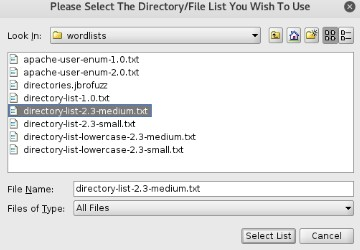 Please Select The Directory/File List You Wish To Use
Look In: wordlists
apache-user-enum-1.0.txt
apache-user-enum-2.0.txt
directories.jbrofuzz
directory-list-1.0.txt
directory-list-2.3-medium.txt
directory-list-2.3-small.txt
directory-list-lowercase-2.3-medium.txt
directory-list-lowercase-2.3-small.txt
File Name: directory-list-2.3-medium.txt
Files of Type: All Files
Select List Cancel